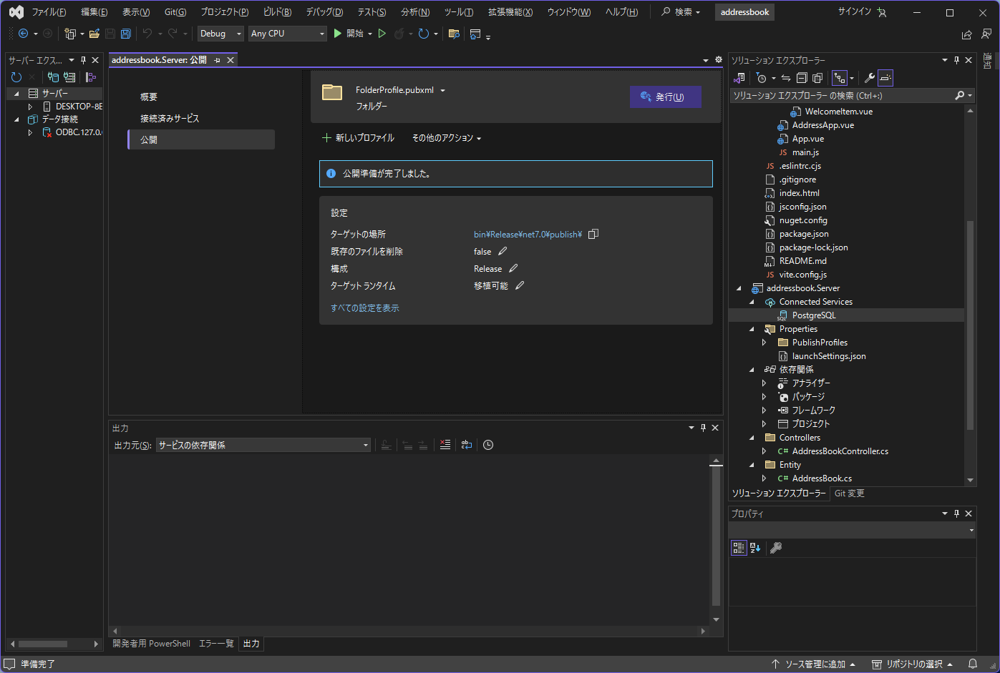 ファイル(F) 編集(E) 表示(V) Git(G) プロジェクト(P) ビルド(B) デバッグ(D) テスト(S) 分析(N) ツール(T) 拡張機能(X) ウィンドウ(W) ヘルプ(H) 検索 addressbook サインイン
Debug Any CPU 開始
サーバー エクス...
サーバー
DESKTOP-8E
データ接続
ODBC.127.0.
addressbook.Server: 公開
概要
接続済みサービス
公開
FolderProfile.pubxml
フォルダー
発行(U)
新しいプロファイル その他のアクション
公開準備が完了しました。
設定
ターゲットの場所 bin¥Release¥net7.0¥publish¥
既存のファイルを削除 false
構成 Release
ターゲット ランタイム 移植可能
すべての設定を表示
出力
出力元(S): サービスの依存関係
開発者用 PowerShell エラー一覧 出力
ソリューション エクスプローラー
ソリューション エクスプローラー の検索 (Ctrl+:)
WelcomeItem.vue
AddressApp.vue
App.vue
JS main.js
JS .eslintrc.cjs
.gitignore
index.html
jsconfig.json
nuget.config
package.json
package-lock.json
README.md
JS vite.config.js
addressbook.Server
Connected Services
PostgreSQL
Properties
PublishProfiles
launchSettings.json
依存関係
アナライザー
パッケージ
フレームワーク
プロジェクト
Controllers
C# AddressBookController.cs
Entity
C# AddressBook.cs
ソリューション エクスプローラー Git 変更
プロパティ
通知
準備完了 ソース管理に追加 リポジトリの選択